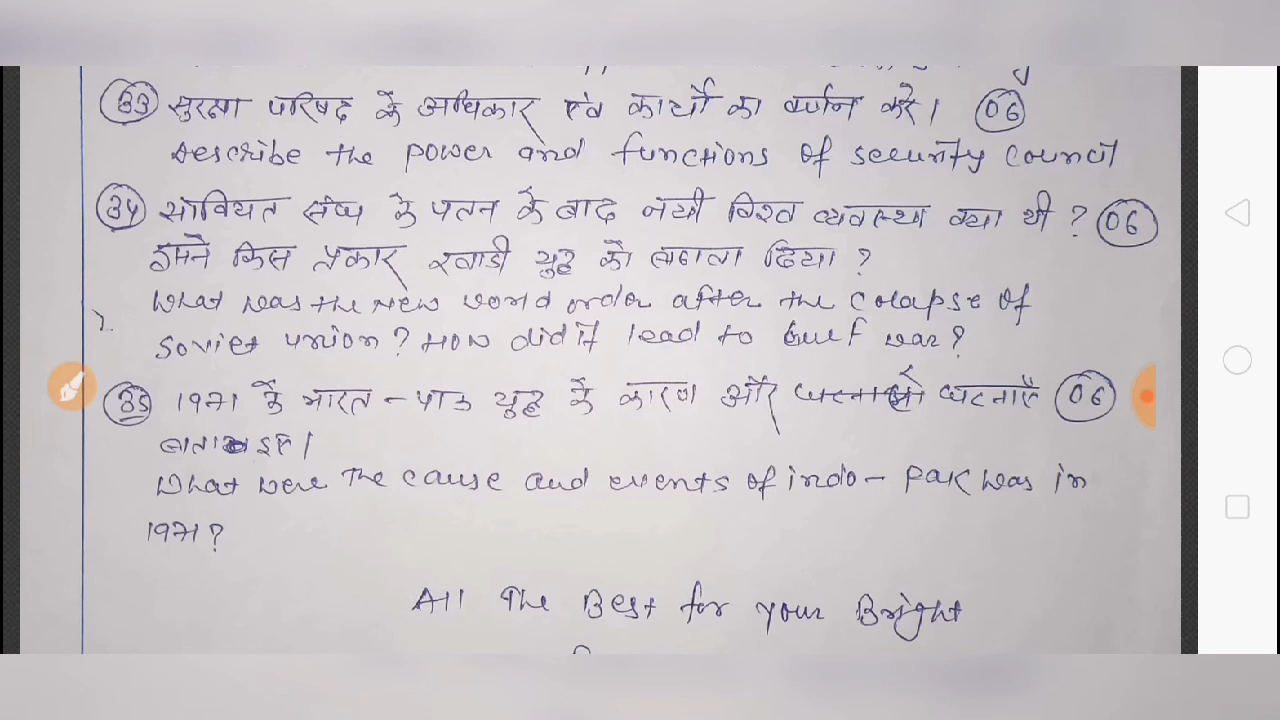 33 सुरक्षा परिषद के अधिकार एवं कार्यों का वर्णन करें। 06
Describe the power and functions of security council
34 सोवियत संघ के पतन के बाद नयी विश्व व्यवस्था क्या थी ? 06
इसने किस प्रकार खाड़ी युद्ध को बढ़ावा दिया ?
What was the New world order after the colapse of
Soviet union? How did it lead to Gulf war?
35 1971 के भारत - पाक युद्ध के कारण और घटनाएँ 06
बताइए।
What were the cause and events of indo - Pak was in
1971?
All The Best for your Bright